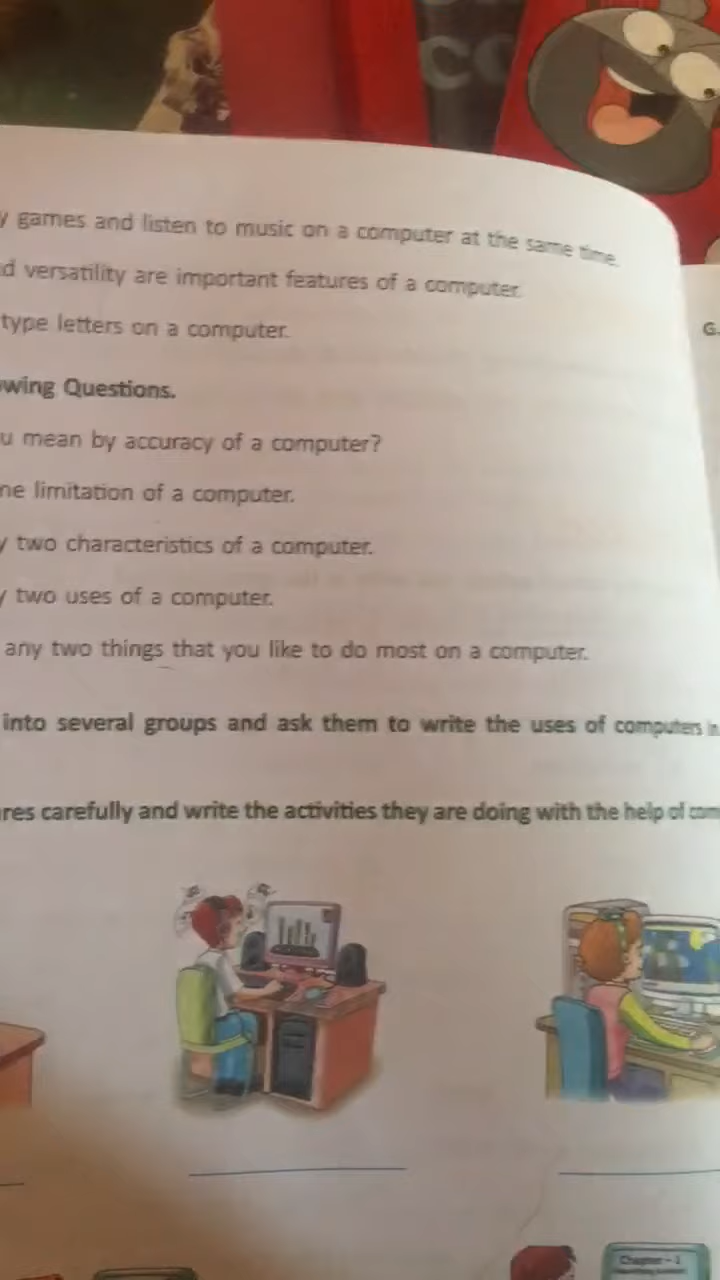 CO
y games and listen to music on a computer at the same time.
d versatility are important features of a computer.
type letters on a computer.
G.
wing Questions.
u mean by accuracy of a computer?
ne limitation of a computer.
y two characteristics of a computer.
y two uses of a computer.
any two things that you like to do most on a computer.
into several groups and ask them to write the uses of computers in
res carefully and write the activities they are doing with the help of com
Chapter - 1